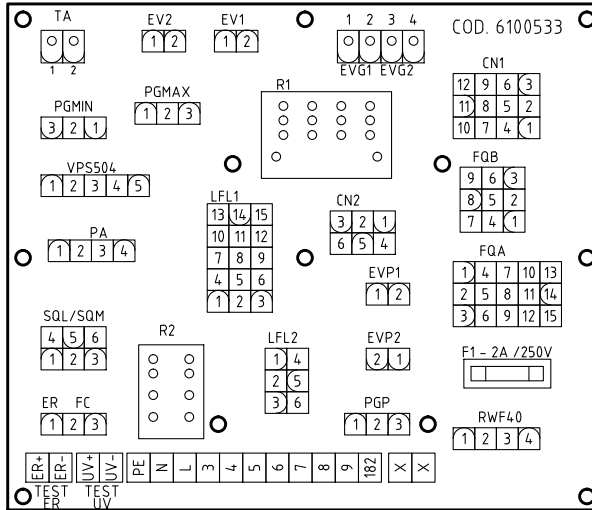 TA
EV2
EV1
1 2 3 4
COD. 6100533
1 2
1 2
1 2
EVG1 EVG2
CN1
R1
12 9 6 3
11 8 5 2
10 7 4 1
PGMAX
1 2 3
PGMIN
3 2 1
FQB
9 6 3
8 5 2
7 4 1
VPS504
1 2 3 4 5
LFL1
13 14 15
10 11 12
7 8 9
4 5 6
1 2 3
CN2
3 2 1
6 5 4
PA
1 2 3 4
FQA
1 4 7 10 13
2 5 8 11 14
3 6 9 12 15
EVP1
1 2
SQL/SQM
4 5 6
1 2 3
R2
LFL2
1 4
2 5
3 6
EVP2
2 1
F1 - 2A /250V
ER FC
1 2 3
PGP
1 2 3
RWF40
1 2 3 4
ER+ ER- UV+ UV- PE N L 3 4 5 6 7 8 9 182 X X
TEST ER
TEST UV